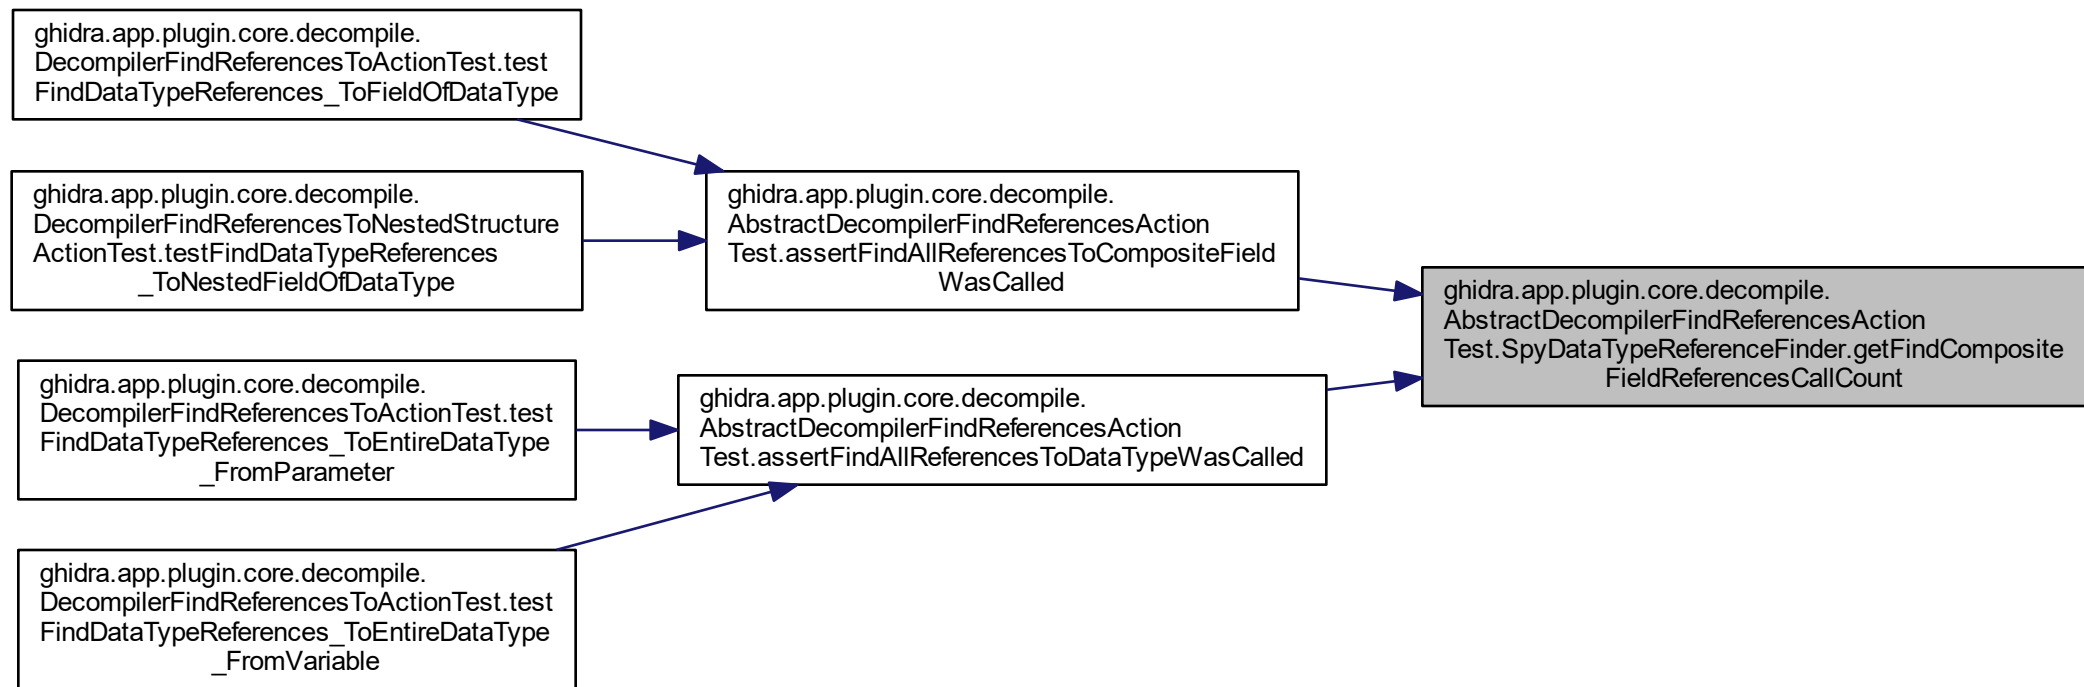 ghidra.app.plugin.core.decompile.
DecompilerFindReferencesToActionTest.test
FindDataTypeReferences_ToFieldOfDataType
ghidra.app.plugin.core.decompile.
DecompilerFindReferencesToNestedStructure
ActionTest.testFindDataTypeReferences
_ToNestedFieldOfDataType
ghidra.app.plugin.core.decompile.
DecompilerFindReferencesToActionTest.test
FindDataTypeReferences_ToEntireDataType
_FromParameter
ghidra.app.plugin.core.decompile.
DecompilerFindReferencesToActionTest.test
FindDataTypeReferences_ToEntireDataType
_FromVariable
ghidra.app.plugin.core.decompile.
AbstractDecompilerFindReferencesAction
Test.assertFindAllReferencesToCompositeField
WasCalled
ghidra.app.plugin.core.decompile.
AbstractDecompilerFindReferencesAction
Test.assertFindAllReferencesToDataTypeWasCalled
ghidra.app.plugin.core.decompile.
AbstractDecompilerFindReferencesAction
Test.SpyDataTypeReferenceFinder.getFindComposite
FieldReferencesCallCount